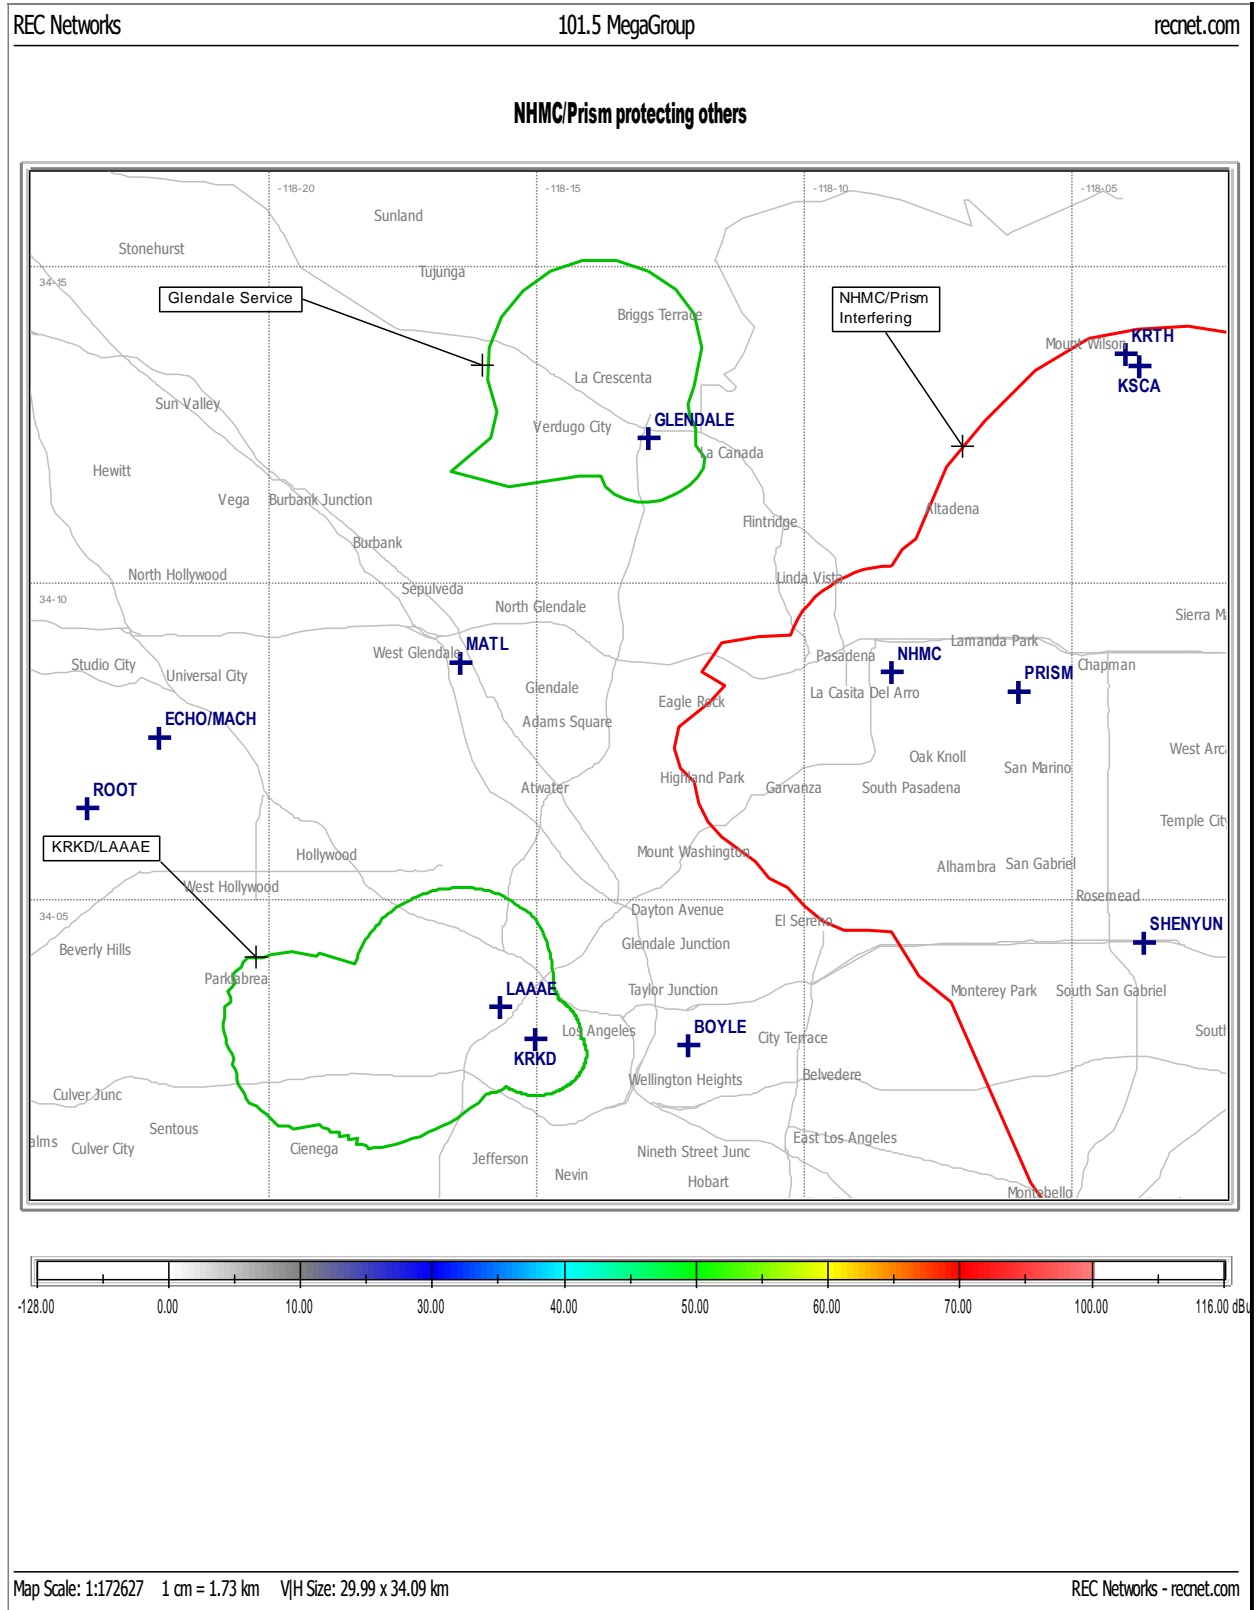 REC Networks 101.5 MegaGroup recnet.com
NHMC/Prism protecting others
-118-20 -118-15 -118-10 -118-05
Sunland
Stonehurst
Tujunga
34-15
Glendale Service
NHMC/Prism
Interfering
Briggs Terrace
KRTH
Mount Wilson
La Crescenta
KSCA
Sun Valley
GLENDALE
Verdugo City
La Canada
Hewitt
Vega
Burbank Junction
Altadena
Flintridge
Burbank
North Hollywood
Linda Vista
Sepulveda
34-10
North Glendale
Sierra M
Lamanda Park
MATL
West Glendale
Pasadena
NHMC
Studio City
Universal City
Chapman
PRISM
Glendale
La Casita Del Arro
Eagle Rock
ECHO/MACH
Adams Square
West Arc
Oak Knoll
San Marino
Highland Park
ROOT
Atwater
Garvanza
South Pasadena
Temple City
KRKD/LAAAE
Hollywood
Mount Washington
Alhambra
San Gabriel
West Hollywood
Rosemead
34-05
Dayton Avenue
El Sereno
SHENYUN
Beverly Hills
Glendale Junction
Parklabrea
LAAAE
Taylor Junction
Monterey Park
South San Gabriel
BOYLE
Los Angeles
City Terrace
South
KRKD
Wellington Heights
Belvedere
Culver Junc
Sentous
alms
Culver City
Cienega
East Los Angeles
Jefferson
Nineth Street Junc
Nevin
Hobart
Montebello
-128.00 0.00 10.00 30.00 40.00 50.00 60.00 70.00 100.00 116.00 dBu
Map Scale: 1:172627 1 cm = 1.73 km V|H Size: 29.99 x 34.09 km REC Networks - recnet.com